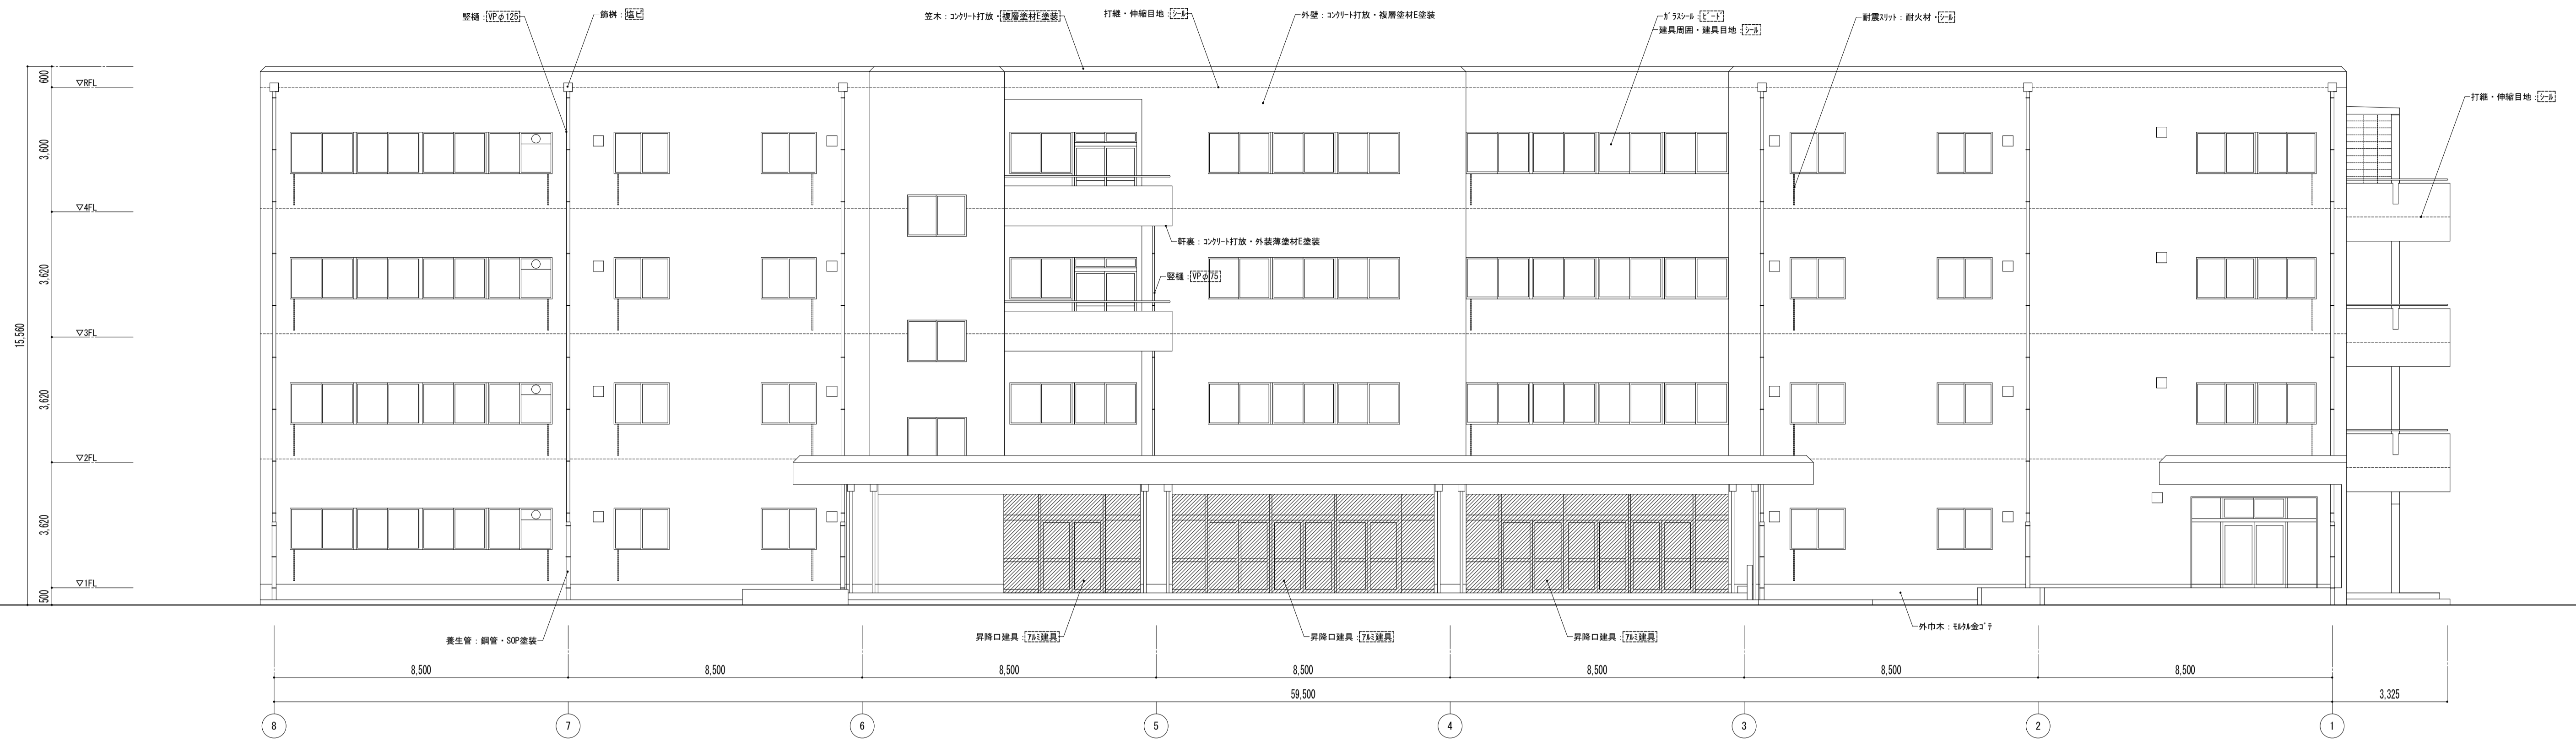 竪樋：VPφ125
飾桝：塩ビ
笠木：ｺﾝｸﾘｰﾄ打放・複層塗材E塗装
打継・伸縮目地：ｼｰﾙ
外壁：ｺﾝｸﾘｰﾄ打放・複層塗材E塗装
ｶﾞﾗｽｼｰﾙ：ﾋﾞｰﾄﾞ
建具周囲・建具目地：ｼｰﾙ
耐震ｽﾘｯﾄ：耐火材・ｼｰﾙ
打継・伸縮目地：ｼｰﾙ
600
▽RFL
3,600
▽4FL
3,620
▽3FL
15,560
3,620
▽2FL
3,620
▽1FL
500
軒裏：ｺﾝｸﾘｰﾄ打放・外装薄塗材E塗装
竪樋：VPφ75
養生管：鋼管・SOP塗装
昇降口建具：ｱﾙﾐ建具
昇降口建具：ｱﾙﾐ建具
昇降口建具：ｱﾙﾐ建具
外巾木：ﾓﾙﾀﾙ金ｺﾞﾃ
8,500 8,500 8,500 8,500 8,500 8,500 8,500
59,500 3,325
8 7 6 5 4 3 2 1